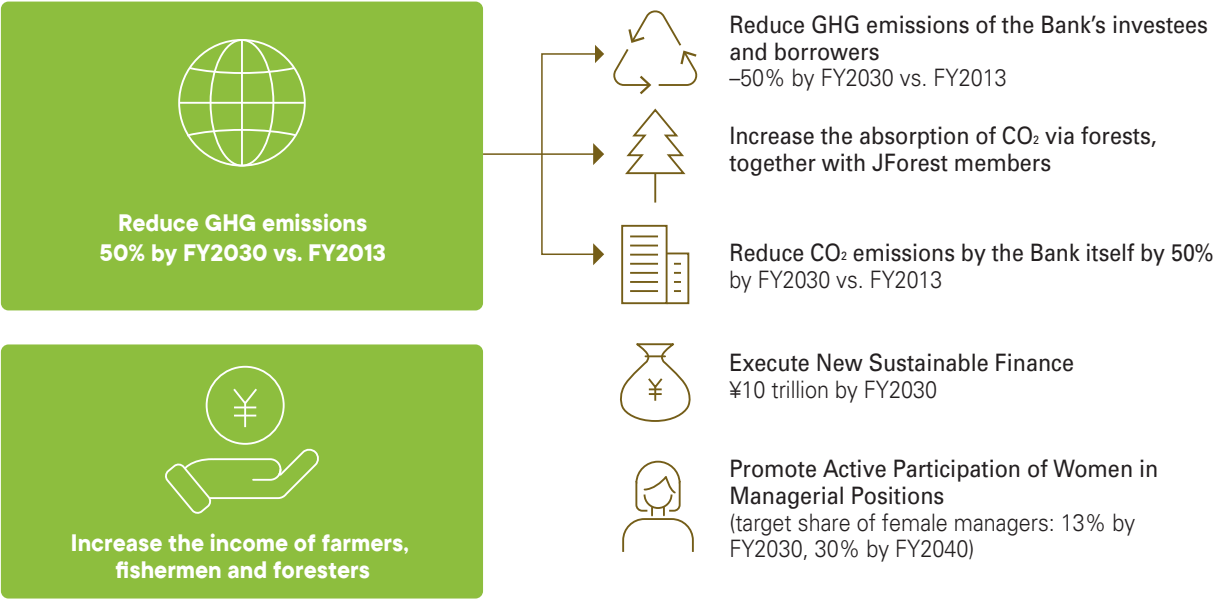 Reduce GHG emissions
50% by FY2030 vs. FY2013
Reduce GHG emissions of the Bank’s investees
and borrowers
–50% by FY2030 vs. FY2013
Increase the absorption of CO₂ via forests,
together with JForest members
Reduce CO₂ emissions by the Bank itself by 50%
by FY2030 vs. FY2013
¥
Increase the income of farmers,
fishermen and foresters
¥
Execute New Sustainable Finance
¥10 trillion by FY2030
Promote Active Participation of Women in
Managerial Positions
(target share of female managers: 13% by
FY2030, 30% by FY2040)